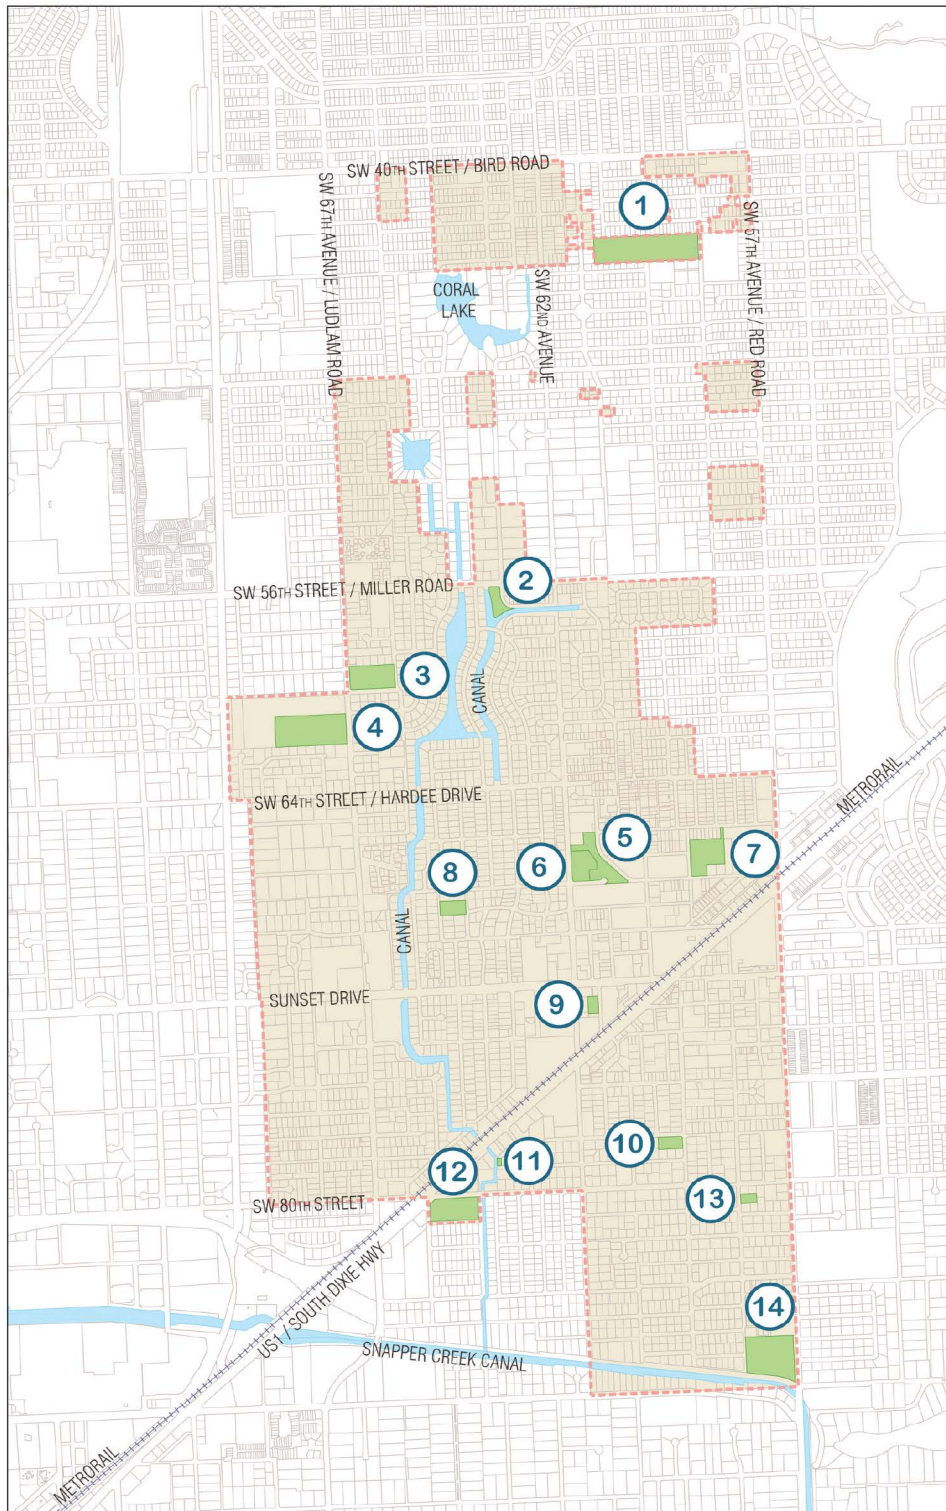 SW 40TH STREET / BIRD ROAD
1
SW 67TH AVENUE / LUDLAM ROAD
SW 57TH AVENUE / RED ROAD
CORAL
LAKE
SW 62ND AVENUE
2
SW 56TH STREET / MILLER ROAD
3
CANAL
4
METRORAIL
SW 64TH STREET / HARDEE DRIVE
5
6
7
8
CANAL
SUNSET DRIVE
9
10
11
12
13
SW 80TH STREET
US1 / SOUTH DIXIE HWY
14
SNAPPER CREEK CANAL
METRORAIL